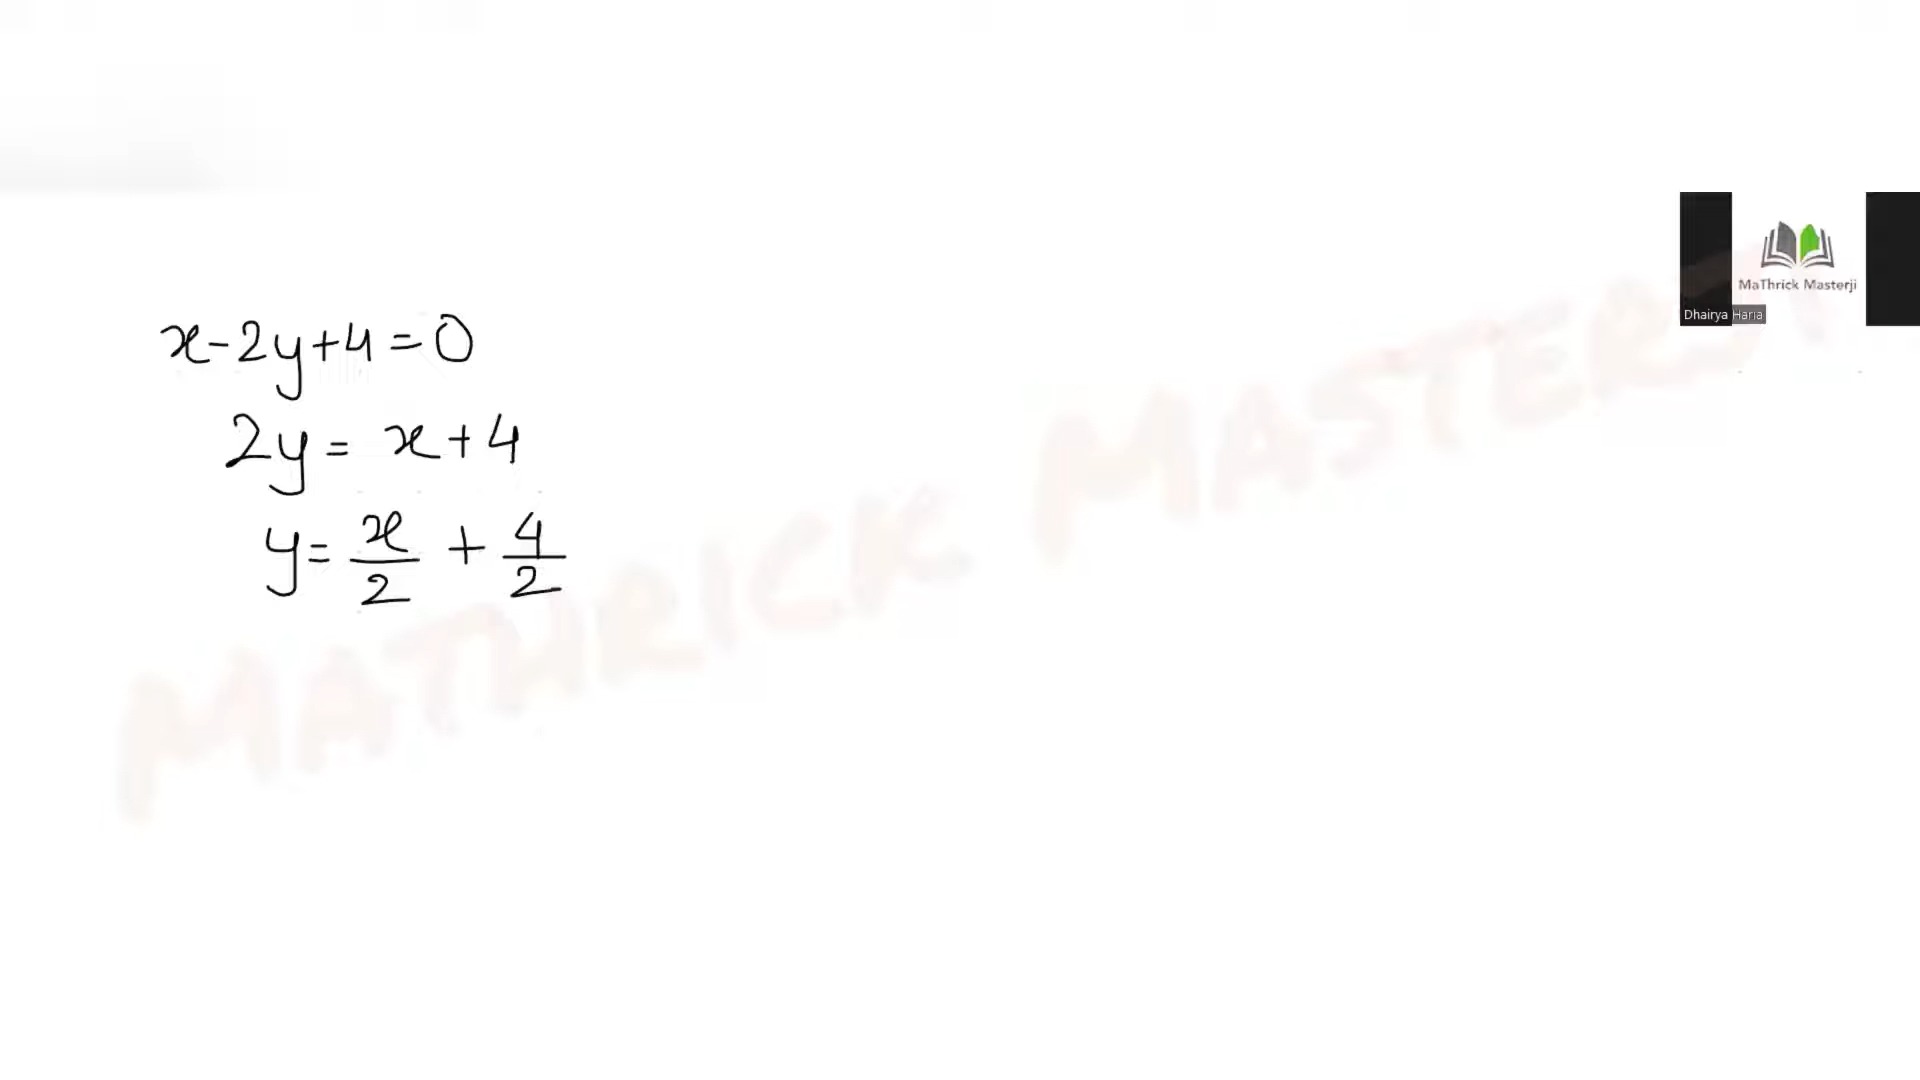 x-2y+4=0
2y = x+4
y = x/2 + 4/2
MaThrick Masterji
Dhairya Haria
MATHRICK MASTERJI